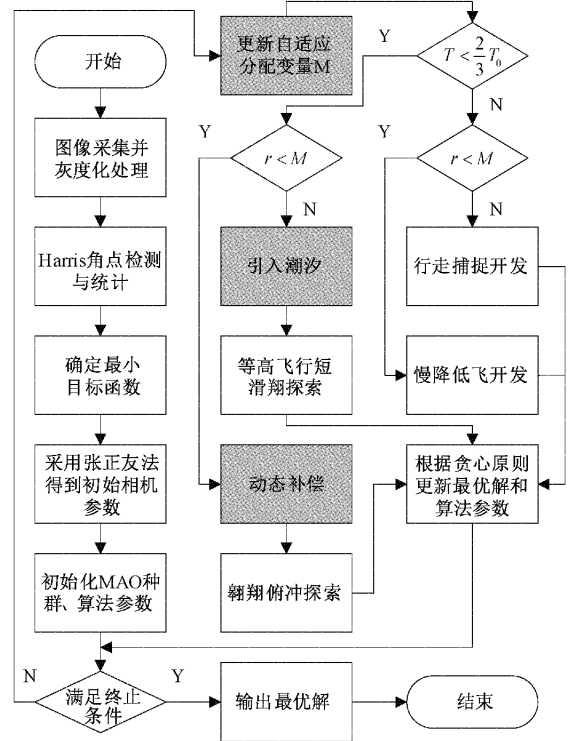 开始
图像采集并
灰度化处理
Harris角点检测
与统计
确定最小
目标函数
采用张正友法
得到初始相机
参数
初始化MAO种
群、算法参数
满足终止
条件
N
Y
输出最优解
结束
更新自适应
分配变量M
T < 2/3 T₀
Y
N
r < M
Y
N
引入潮汐
等高飞行短
滑翔探索
动态补偿
翱翔俯冲探索
r < M
Y
N
行走捕捉开发
慢降低飞开发
根据贪心原则
更新最优解和
算法参数